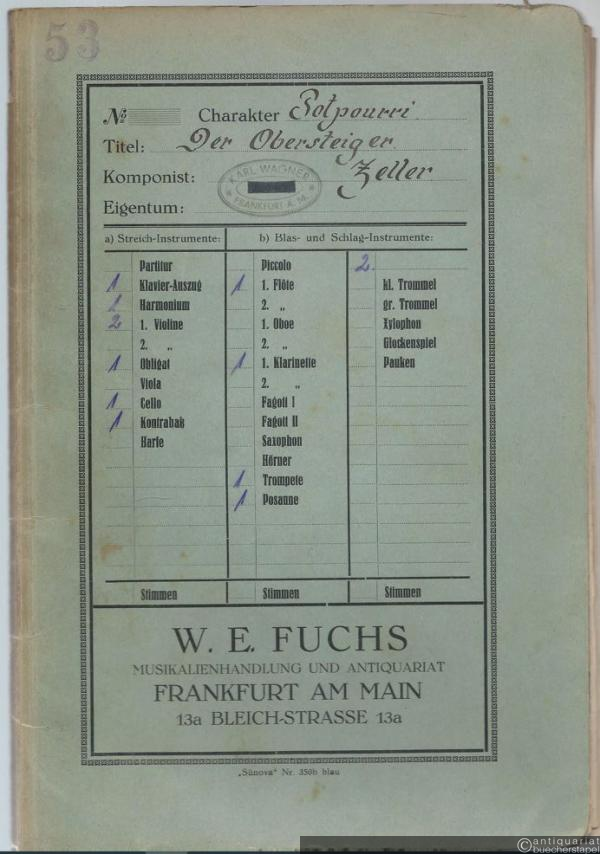 53
№ Charakter Potpourri
Titel: Der Obersteiger
Komponist: Zeller
KARL WAGNER
FRANKFURT A. M.
Eigentum:
a) Streich-Instrumente:
b) Blas- und Schlag-Instrumente:
Partitur
1 Klavier-Auszug
1 Harmonium
2 1. Violine
2. „
1 Obligat
Viola
1 Cello
1 Kontrabaß
Harfe
Stimmen
Piccolo
1 1. Flöte
2. „
1. Oboe
2. „
1 1. Klarinette
2. „
Fagott I
Fagott II
Saxophon
Hörner
1 Trompete
1 Posaune
Stimmen
2
kl. Trommel
gr. Trommel
Xylophon
Glockenspiel
Pauken
Stimmen
W. E. FUCHS
MUSIKALIENHANDLUNG UND ANTIQUARIAT
FRANKFURT AM MAIN
13a BLEICH-STRASSE 13a
„Sünova“ Nr. 350b blau
©antiquariat
buecherstapel